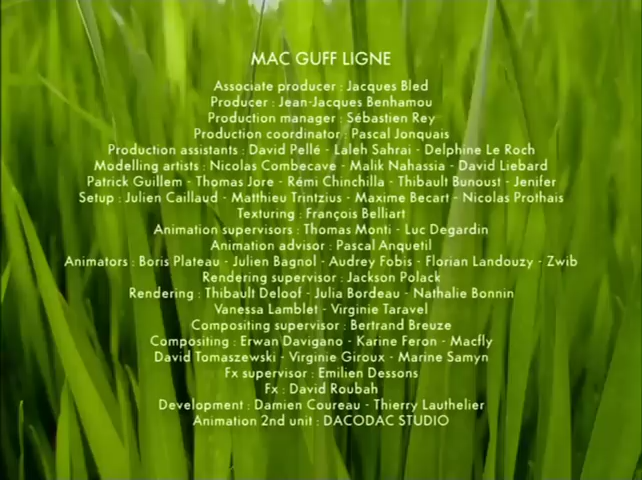 MAC GUFF LIGNE
Associate producer : Jacques Bled
Producer : Jean-Jacques Benhamou
Production manager : Sébastien Rey
Production coordinator : Pascal Jonquais
Production assistants : David Pellé - Laleh Sahrai - Delphine Le Roch
Modelling artists : Nicolas Combecave - Malik Nahassia - David Liebard
Patrick Guillem - Thomas Jore - Rémi Chinchilla - Thibault Bunoust - Jenifer
Setup : Julien Caillaud - Matthieu Trintzius - Maxime Becart - Nicolas Prothais
Texturing : François Belliart
Animation supervisors : Thomas Monti - Luc Degardin
Animation advisor : Pascal Anquetil
Animators : Boris Plateau - Julien Bagnol - Audrey Fobis - Florian Landouzy - Zwib
Rendering supervisor : Jackson Polack
Rendering : Thibault Deloof - Julia Bordeau - Nathalie Bonnin
Vanessa Lamblet - Virginie Taravel
Compositing supervisor : Bertrand Breuze
Compositing : Erwan Davigano - Karine Feron - Macfly
David Tomaszewski - Virginie Giroux - Marine Samyn
Fx supervisor : Emilien Dessons
Fx : David Roubah
Development : Damien Coureau - Thierry Lauthelier
Animation 2nd unit : DACODAC STUDIO